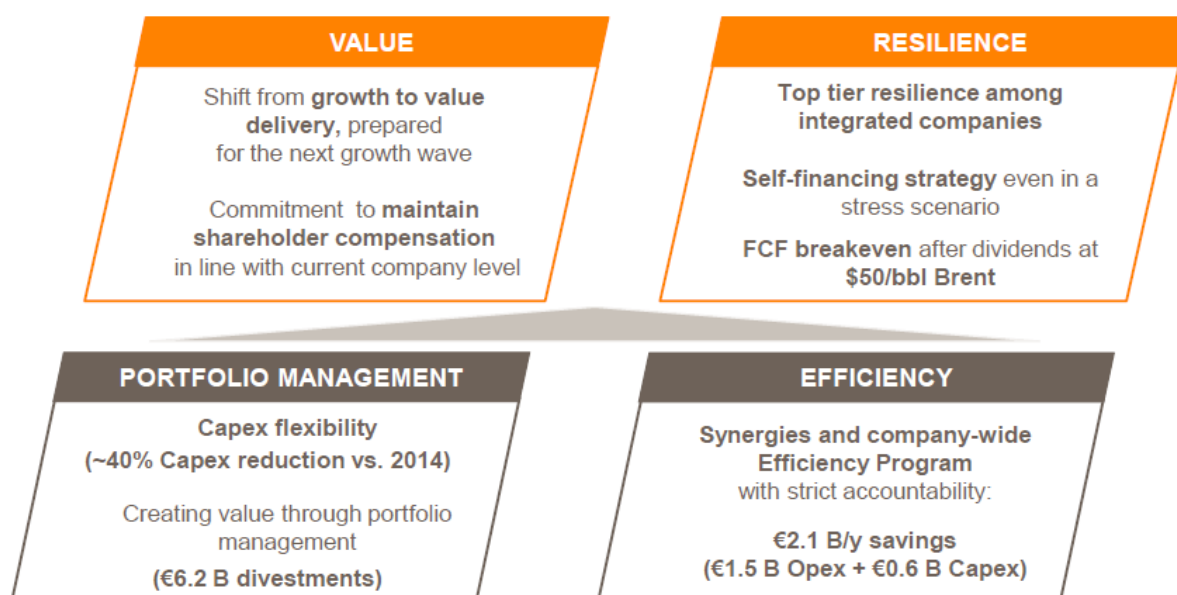 VALUE
Shift from growth to value
delivery, prepared
for the next growth wave
Commitment to maintain
shareholder compensation
in line with current company level
RESILIENCE
Top tier resilience among
integrated companies
Self-financing strategy even in a
stress scenario
FCF breakeven after dividends at
$50/bbl Brent
PORTFOLIO MANAGEMENT
Capex flexibility
(~40% Capex reduction vs. 2014)
Creating value through portfolio
management
(€6.2 B divestments)
EFFICIENCY
Synergies and company-wide
Efficiency Program
with strict accountability:
€2.1 B/y savings
(€1.5 B Opex + €0.6 B Capex)